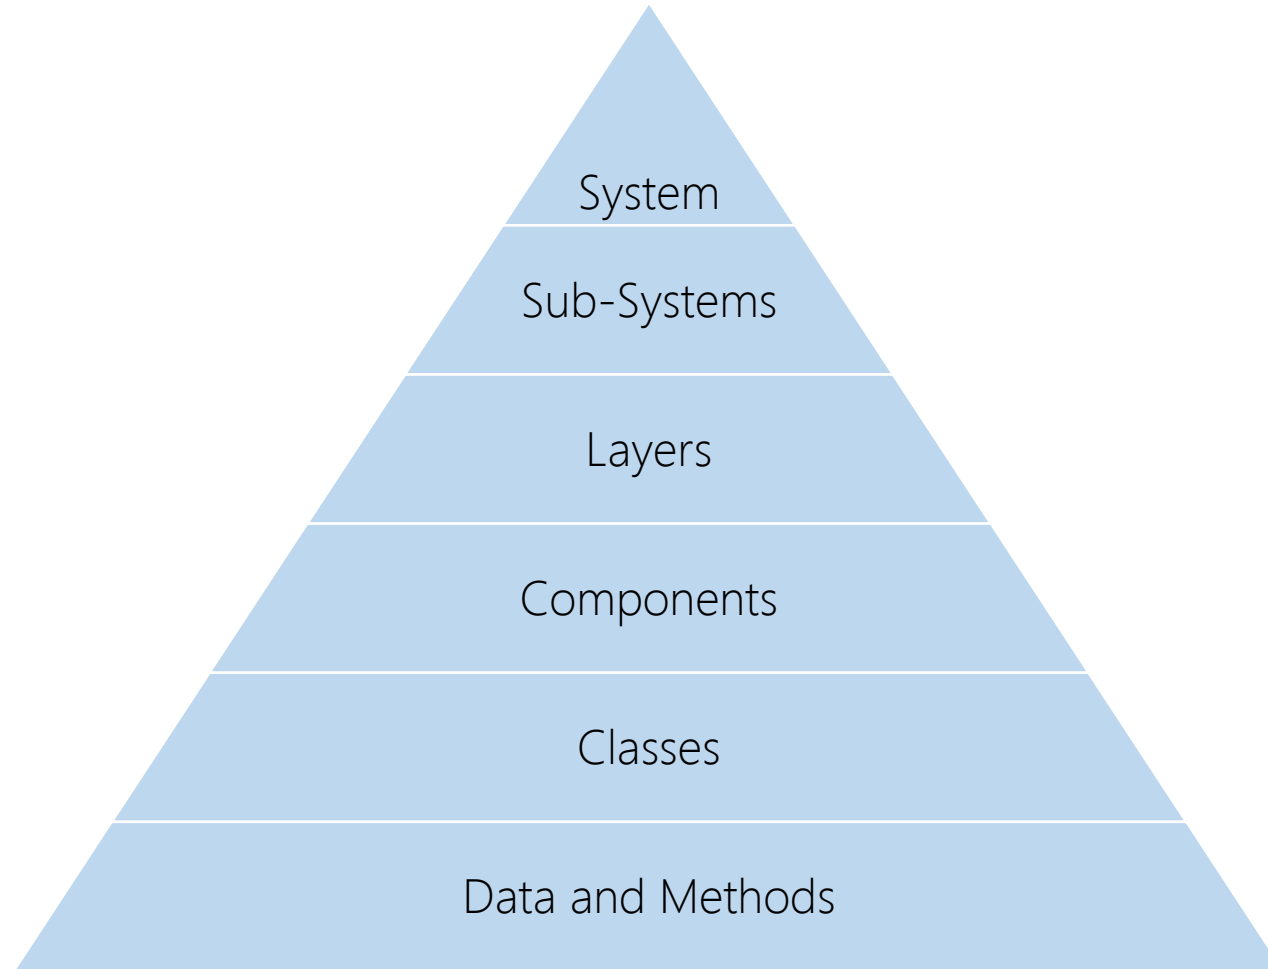 System
Sub-Systems
Layers
Components
Classes
Data and Methods